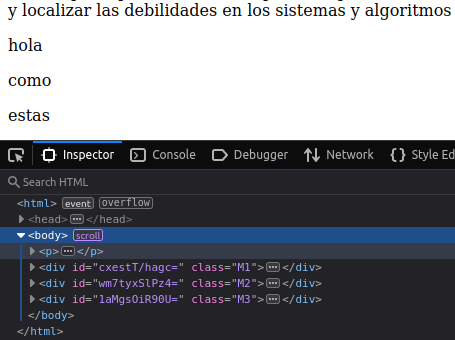 y localizar las debilidades en los sistemas y algoritmos
hola
como
estas
Inspector Console Debugger Network Style Ed
Search HTML
<html> event overflow
<head> ••• </head>
<body> scroll
<p> ••• </p>
<div id="cxestT/hagc=" class="M1"> ••• </div>
<div id="wm7tyxSlPz4=" class="M2"> ••• </div>
<div id="1aMgsOiR90U=" class="M3"> ••• </div>
</body>
</html>